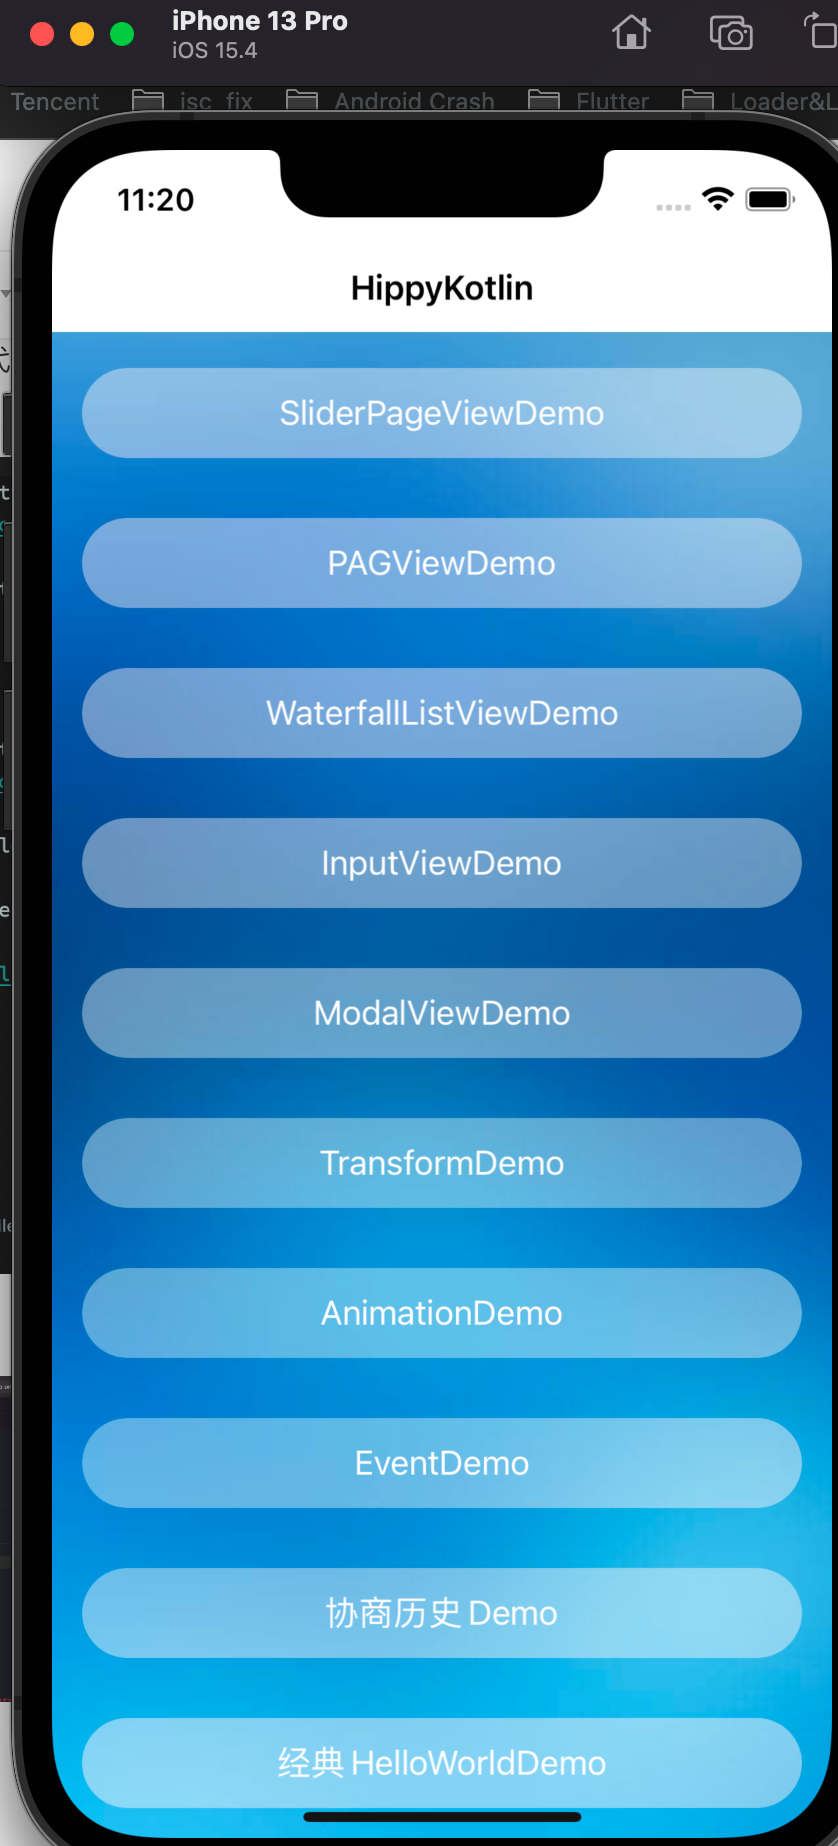 iPhone 13 Pro
iOS 15.4
Tencent isc_fix Android Crash Flutter
11:20
HippyKotlin
SliderPageViewDemo
PAGViewDemo
WaterfallListViewDemo
InputViewDemo
ModalViewDemo
TransformDemo
AnimationDemo
EventDemo
协商历史 Demo
经典 HelloWorldDemo